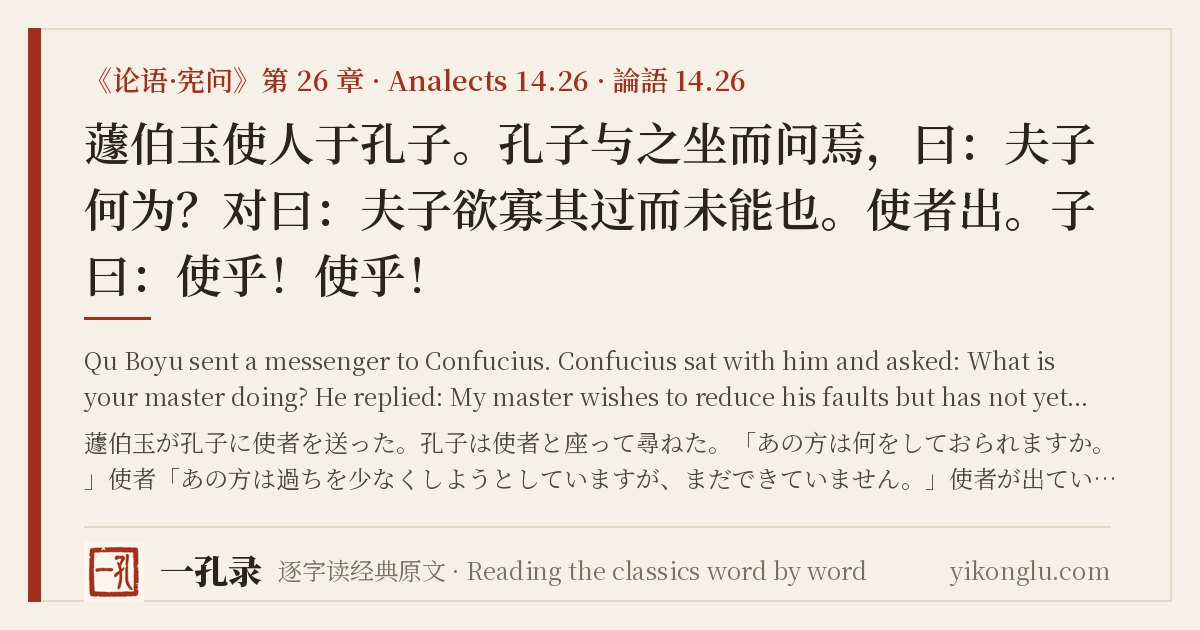 《论语·宪问》第 26 章 · Analects 14.26 · 論語 14.26
蘧伯玉使人于孔子。孔子与之坐而问焉，曰：夫子
何为？对曰：夫子欲寡其过而未能也。使者出。子
曰：使乎！使乎！
Qu Boyu sent a messenger to Confucius. Confucius sat with him and asked: What is
your master doing? He replied: My master wishes to reduce his faults but has not yet…
蘧伯玉が孔子に使者を送った。孔子は使者と座って尋ねた。「あの方は何をしておられますか。
」使者「あの方は過ちを少なくしようとしていますが、まだできていません。」使者が出てい…
一孔
一孔录 逐字读经典原文 · Reading the classics word by word yikonglu.com